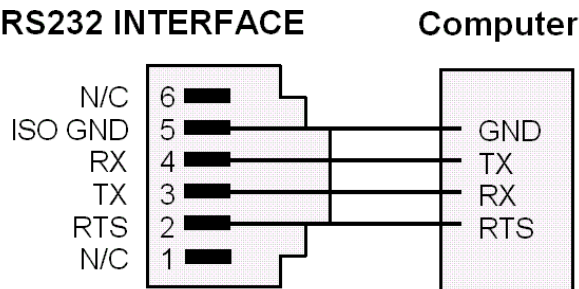 RS232 INTERFACE Computer
N/C 6
ISO GND 5 GND
RX 4 TX
TX 3 RX
RTS 2 RTS
N/C 1